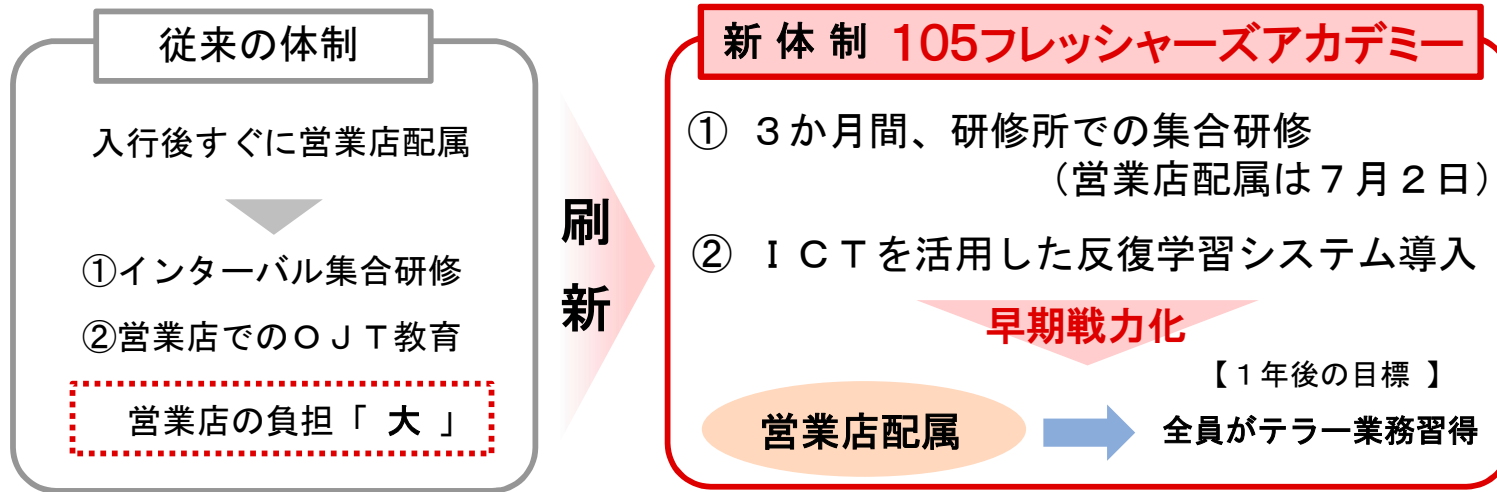 従来の体制
入行後すぐに営業店配属
①インターバル集合研修
②営業店でのＯＪＴ教育
営業店の負担「 大 」
刷
新
新 体 制 105フレッシャーズアカデミー
① ３か月間、研修所での集合研修
（営業店配属は７月２日）
② ＩＣＴを活用した反復学習システム導入
早期戦力化
【 １年後の目標 】
営業店配属
全員がテラー業務習得